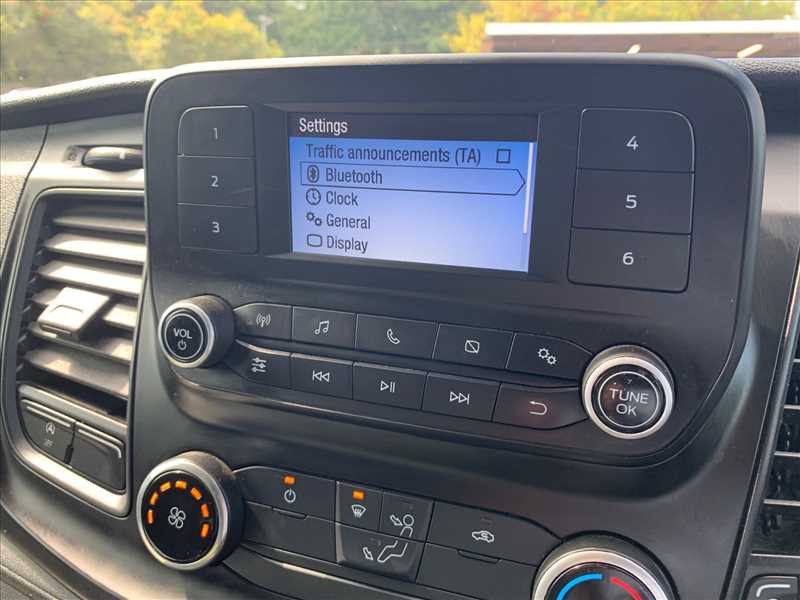 Settings
Traffic announcements (TA)
Bluetooth
Clock
General
Display
1
2
3
4
5
6
VOL
TUNE
OK